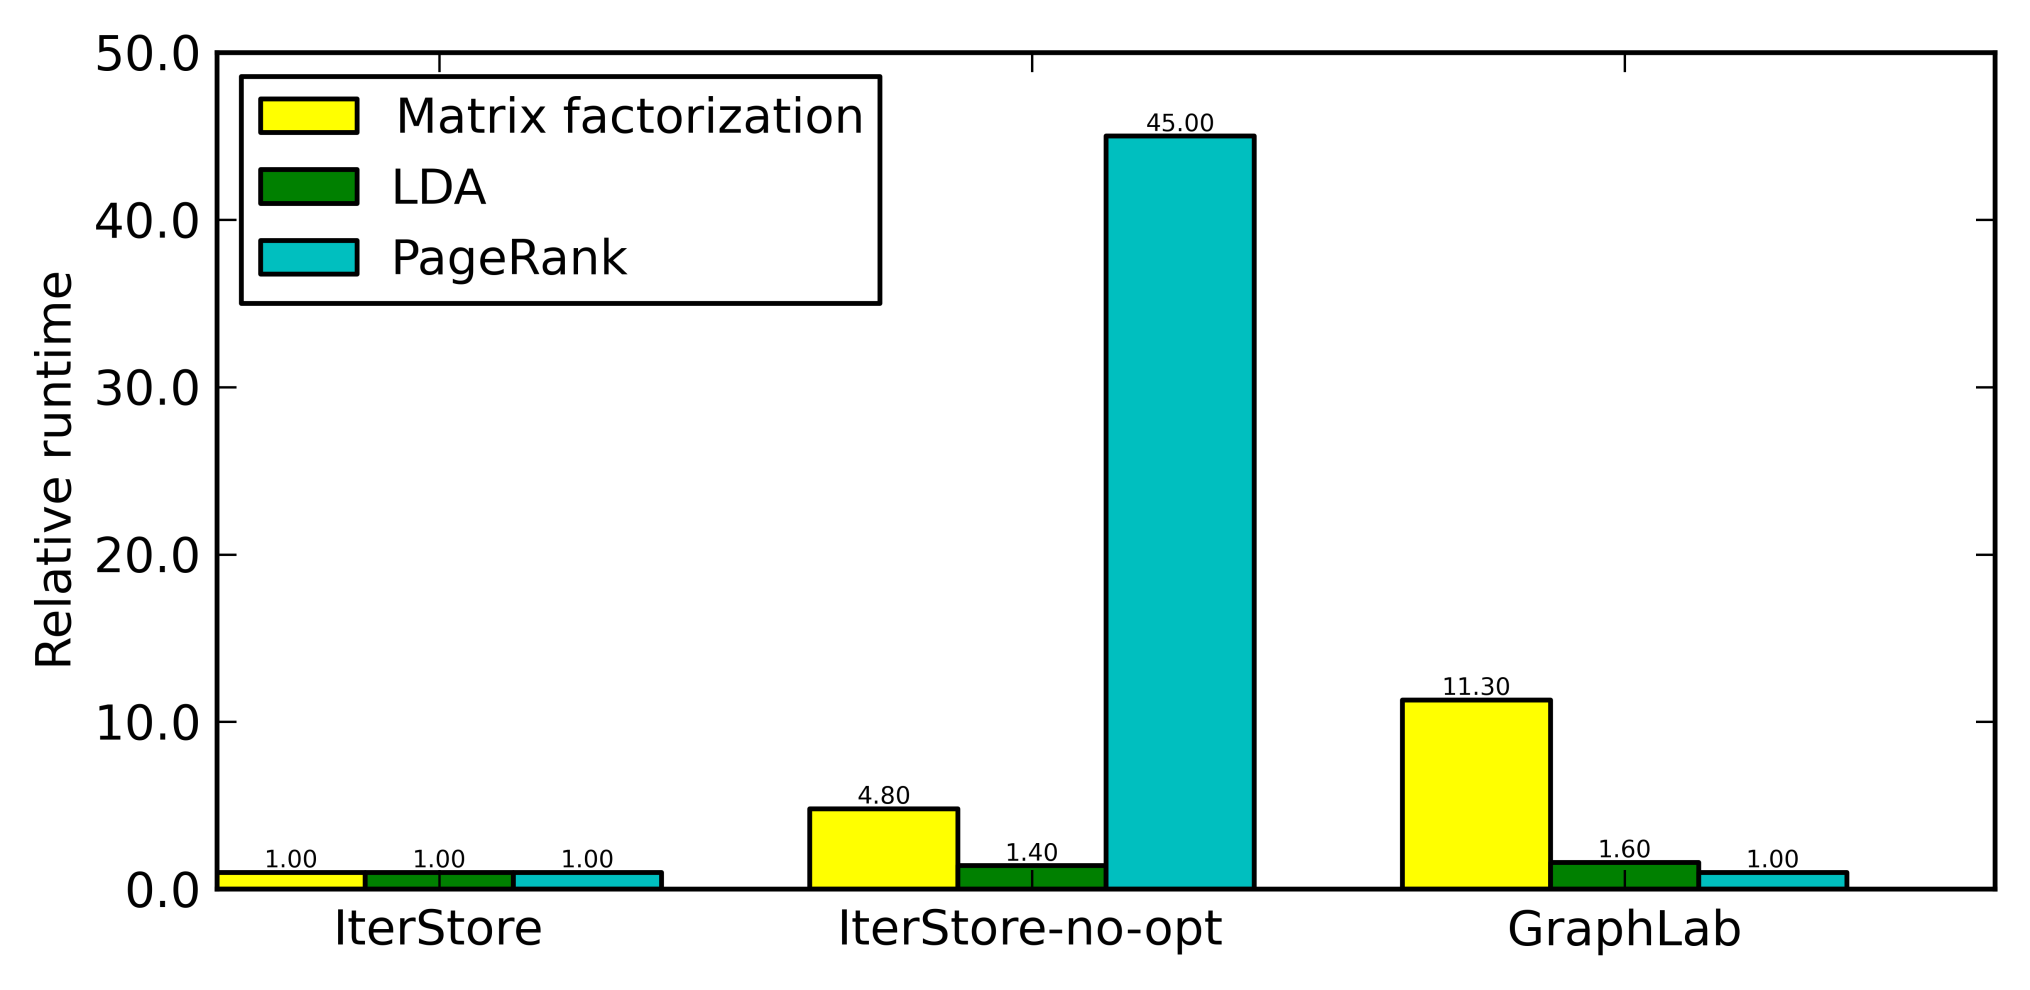 50.0
40.0
30.0
20.0
10.0
0.0
Relative runtime
Matrix factorization
LDA
PageRank
1.00
1.00
1.00
4.80
1.40
45.00
11.30
1.60
1.00
IterStore
IterStore-no-opt
GraphLab